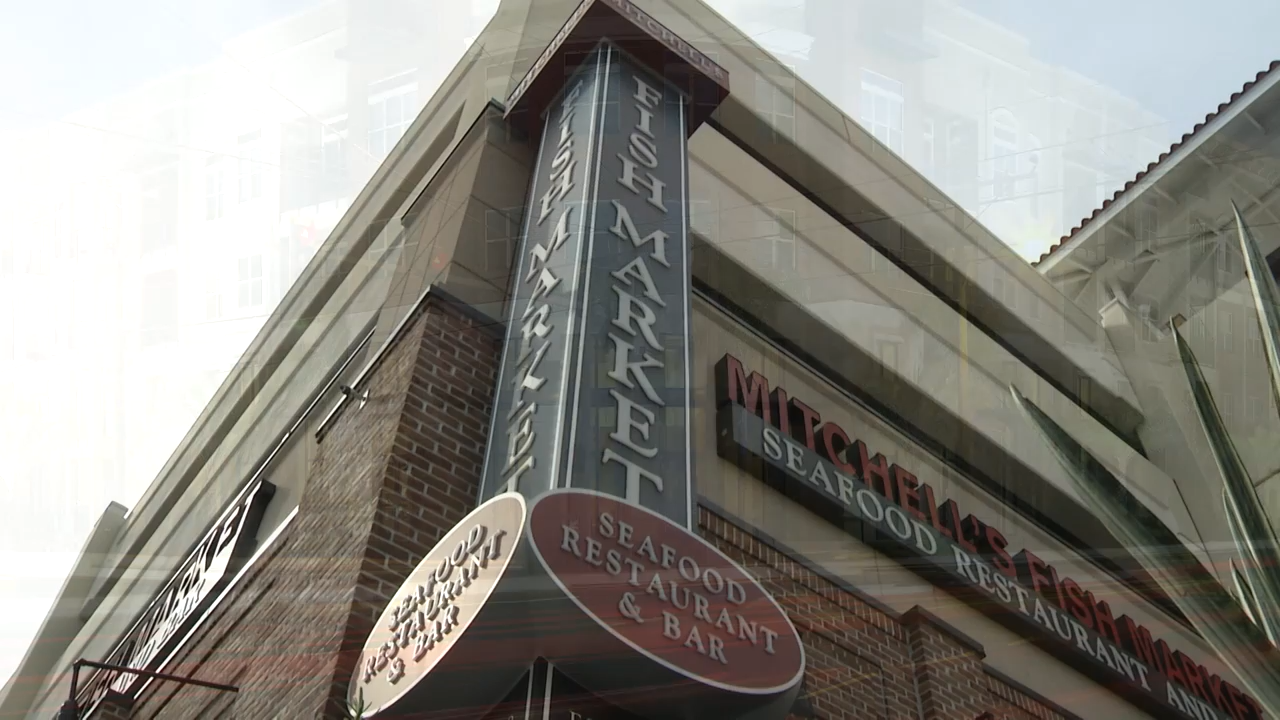 MITCHELL'S
FISH MARKET
FISH MARKET
SEAFOOD
RESTAURANT
& BAR
SEAFOOD
RESTAURANT
& BAR
MITCHELL'S FISH MARKET
SEAFOOD RESTAURANT AND